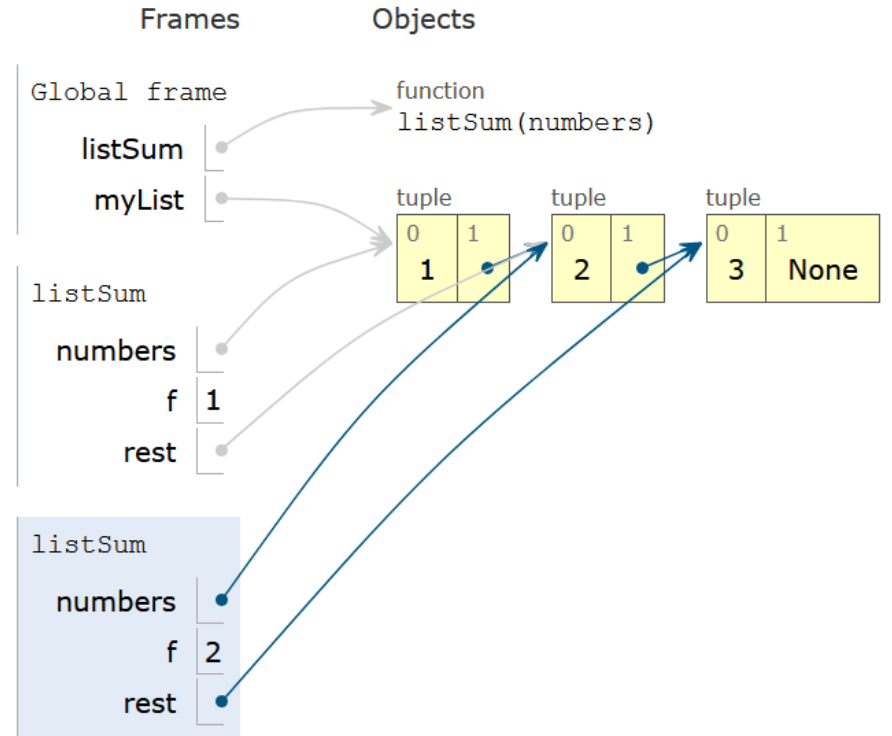 Frames Objects
Global frame
listSum
myList
function
listSum(numbers)
tuple tuple tuple
0 1 0 1 0 1
1 2 3 None
listSum
numbers
f 1
rest
listSum
numbers
f 2
rest